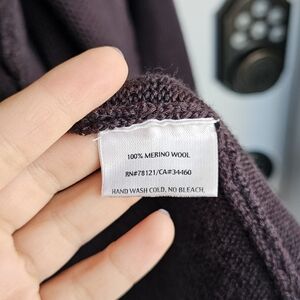 100% MERINO WOOL
RN#78121/CA#34460
HAND WASH COLD, NO BLEACH,